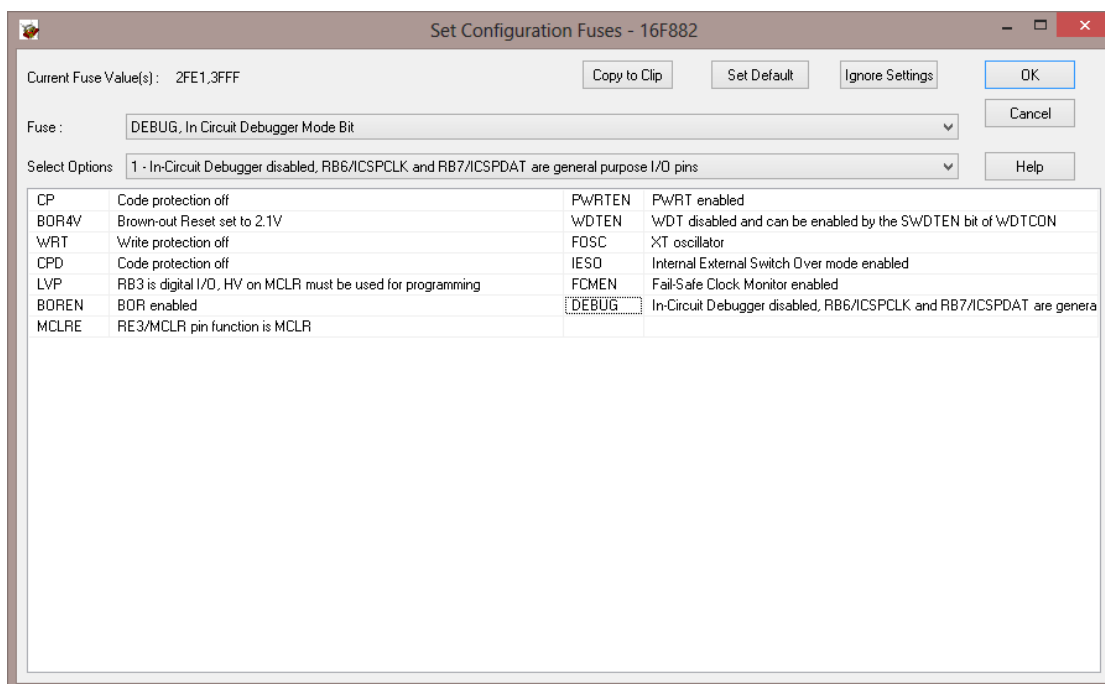 Set Configuration Fuses - 16F882
Current Fuse Value(s) : 2FE1,3FFF
Copy to Clip
Set Default
Ignore Settings
OK
Cancel
Fuse :
DEBUG, In Circuit Debugger Mode Bit
Select Options
1 - In-Circuit Debugger disabled, RB6/ICSPCLK and RB7/ICSPDAT are general purpose I/O pins
Help
CP Code protection off PWRTEN PWRT enabled
BOR4V Brown-out Reset set to 2.1V WDTEN WDT disabled and can be enabled by the SWDTEN bit of WDTCON
WRT Write protection off FOSC XT oscillator
CPD Code protection off IESO Internal External Switch Over mode enabled
LVP RB3 is digital I/O, HV on MCLR must be used for programming FCMEN Fail-Safe Clock Monitor enabled
BOREN BOR enabled DEBUG In-Circuit Debugger disabled, RB6/ICSPCLK and RB7/ICSPDAT are genera
MCLRE RE3/MCLR pin function is MCLR